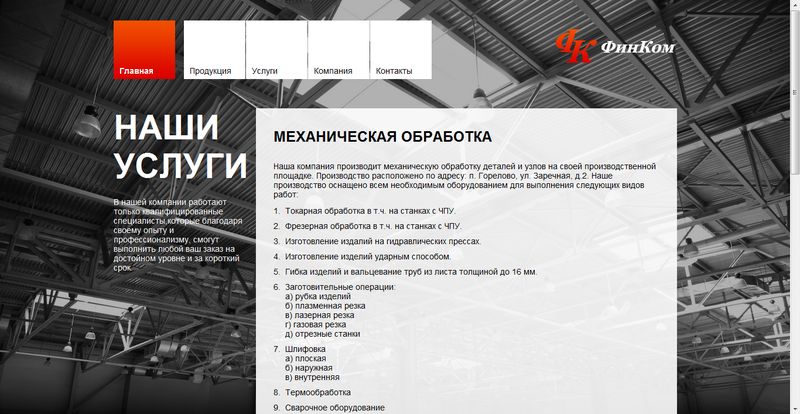 Главная
Продукция
Услуги
Компания
Контакты
ФК ФинКом
НАШИ
УСЛУГИ
В нашей компании работают
только квалифицированные
специалисты,которые благодаря
своему опыту и
профессионализму, смогут
выполнить любой ваш заказ на
достойном уровне и за короткий
срок.
МЕХАНИЧЕСКАЯ ОБРАБОТКА
Наша компания производит механическую обработку деталей и узлов на своей производственной
площадке. Производство расположено по адресу: п. Горелово, ул. Заречная, д.2. Наше
производство оснащено всем необходимым оборудованием для выполнения следующих видов
работ:
1. Токарная обработка в т.ч. на станках с ЧПУ.
2. Фрезерная обработка в т.ч. на станках с ЧПУ.
3. Изготовление издалий на гидравлических прессах.
4. Изготовление изделий ударным способом.
5. Гибка изделий и вальцевание труб из листа толщиной до 16 мм.
6. Заготовительные операции:
а) рубка изделий
б) плазменная резка
в) лазерная резка
г) газовая резка
д) отрезные станки
7. Шлифовка
а) плоская
б) наружная
в) внутренняя
8. Термообработка
9. Сварочное оборудование